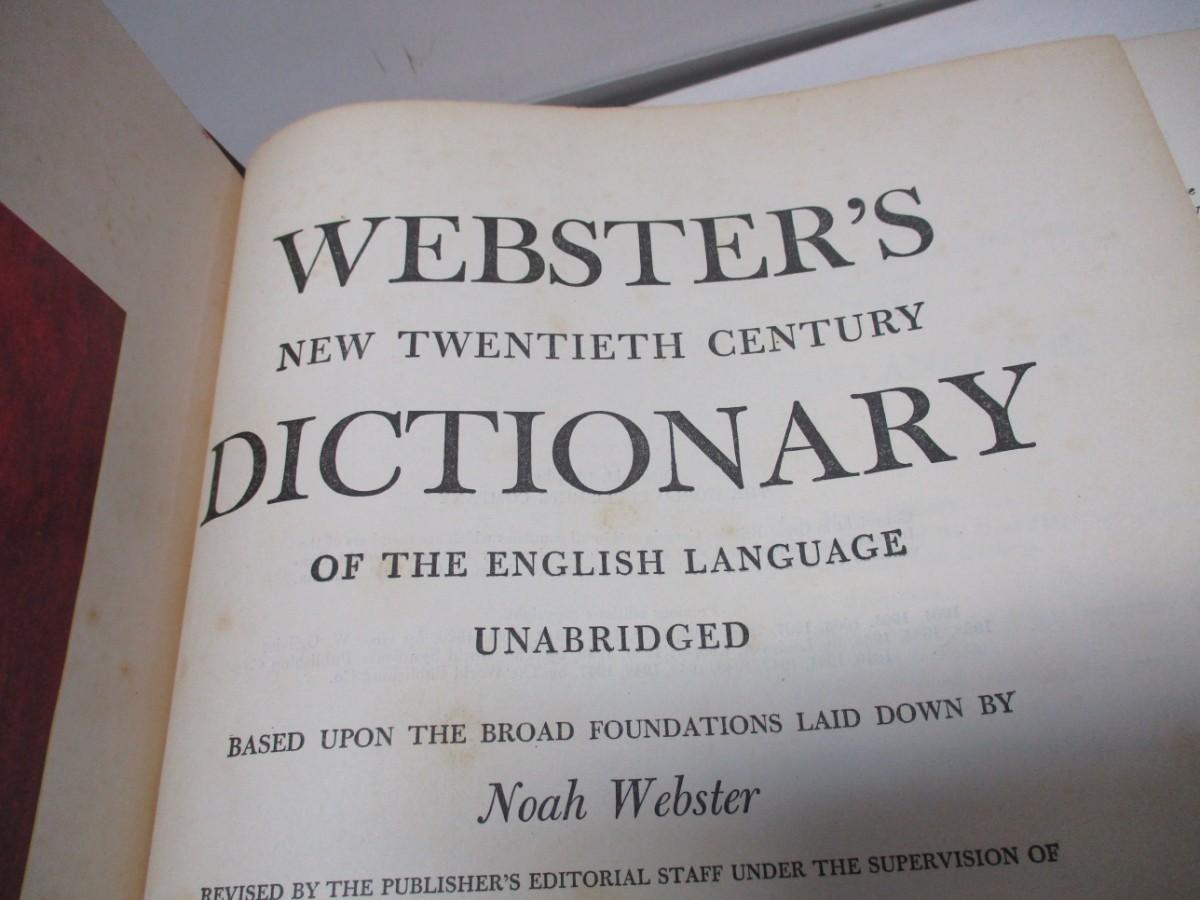 WEBSTER'S
NEW TWENTIETH CENTURY
DICTIONARY
OF THE ENGLISH LANGUAGE
UNABRIDGED
BASED UPON THE BROAD FOUNDATIONS LAID DOWN BY
Noah Webster
REVISED BY THE PUBLISHER'S EDITORIAL STAFF UNDER THE SUPERVISION OF